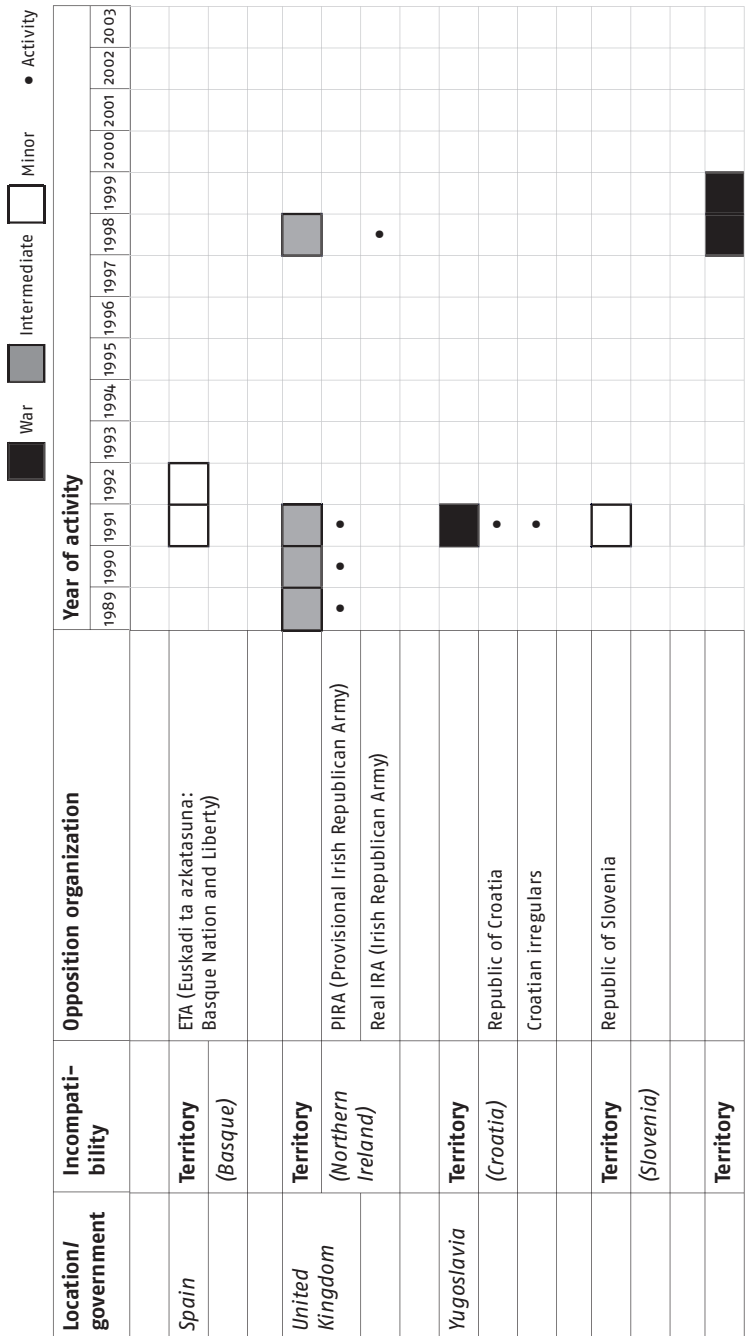 War Intermediate Minor • Activity
Location/
government
Incompati-
bility
Opposition organization
Year of activity
1989 1990 1991 1992 1993 1994 1995 1996 1997 1998 1999 2000 2001 2002 2003
Spain
Territory
(Basque)
ETA (Euskadi ta azkatasuna:
Basque Nation and Liberty)
United
Kingdom
Territory
(Northern
Ireland)
PIRA (Provisional Irish Republican Army)
Real IRA (Irish Republican Army)
Yugoslavia
Territory
(Croatia)
Republic of Croatia
Croatian irregulars
Territory
(Slovenia)
Republic of Slovenia
Territory